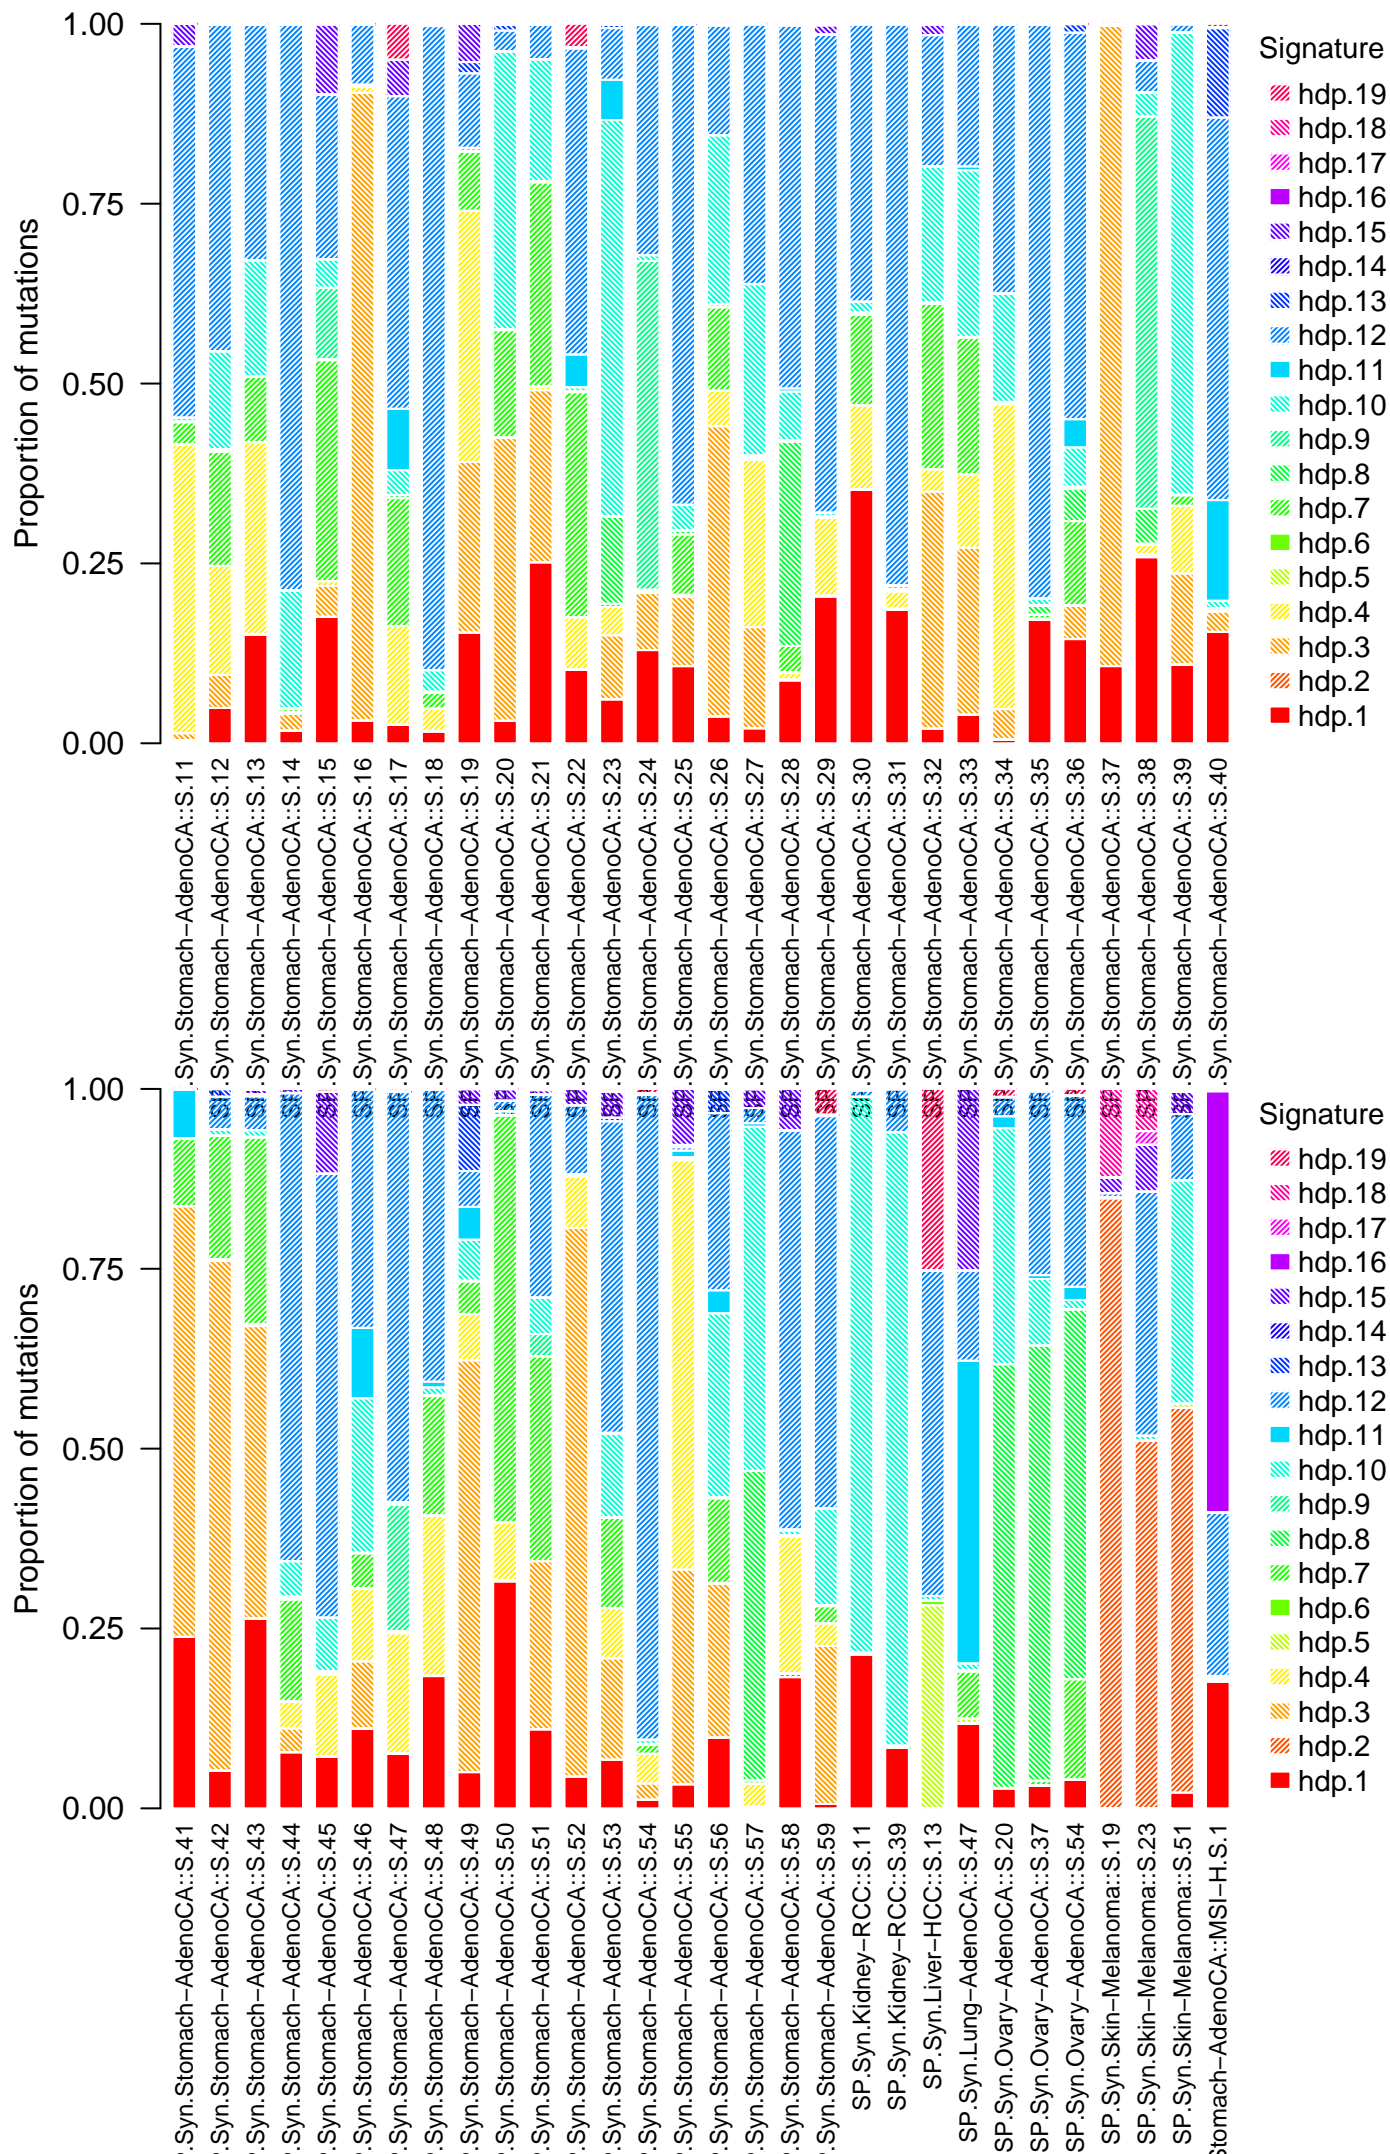 Proportion of mutations
1.00
0.75
0.50
0.25
0.00
Signature
hdp.19
hdp.18
hdp.17
hdp.16
hdp.15
hdp.14
hdp.13
hdp.12
hdp.11
hdp.10
hdp.9
hdp.8
hdp.7
hdp.6
hdp.5
hdp.4
hdp.3
hdp.2
hdp.1
.Syn.Stomach−AdenoCA::S.11
.Syn.Stomach−AdenoCA::S.12
.Syn.Stomach−AdenoCA::S.13
.Syn.Stomach−AdenoCA::S.14
.Syn.Stomach−AdenoCA::S.15
.Syn.Stomach−AdenoCA::S.16
.Syn.Stomach−AdenoCA::S.17
.Syn.Stomach−AdenoCA::S.18
.Syn.Stomach−AdenoCA::S.19
.Syn.Stomach−AdenoCA::S.20
.Syn.Stomach−AdenoCA::S.21
.Syn.Stomach−AdenoCA::S.22
.Syn.Stomach−AdenoCA::S.23
.Syn.Stomach−AdenoCA::S.24
.Syn.Stomach−AdenoCA::S.25
.Syn.Stomach−AdenoCA::S.26
.Syn.Stomach−AdenoCA::S.27
.Syn.Stomach−AdenoCA::S.28
.Syn.Stomach−AdenoCA::S.29
.Syn.Stomach−AdenoCA::S.30
.Syn.Stomach−AdenoCA::S.31
.Syn.Stomach−AdenoCA::S.32
.Syn.Stomach−AdenoCA::S.33
.Syn.Stomach−AdenoCA::S.34
.Syn.Stomach−AdenoCA::S.35
.Syn.Stomach−AdenoCA::S.36
.Syn.Stomach−AdenoCA::S.37
.Syn.Stomach−AdenoCA::S.38
.Syn.Stomach−AdenoCA::S.39
.Syn.Stomach−AdenoCA::S.40
Proportion of mutations
1.00
0.75
0.50
0.25
0.00
Signature
hdp.19
hdp.18
hdp.17
hdp.16
hdp.15
hdp.14
hdp.13
hdp.12
hdp.11
hdp.10
hdp.9
hdp.8
hdp.7
hdp.6
hdp.5
hdp.4
hdp.3
hdp.2
hdp.1
.Syn.Stomach−AdenoCA::S.41
.Syn.Stomach−AdenoCA::S.42
.Syn.Stomach−AdenoCA::S.43
.Syn.Stomach−AdenoCA::S.44
.Syn.Stomach−AdenoCA::S.45
.Syn.Stomach−AdenoCA::S.46
.Syn.Stomach−AdenoCA::S.47
.Syn.Stomach−AdenoCA::S.48
.Syn.Stomach−AdenoCA::S.49
.Syn.Stomach−AdenoCA::S.50
.Syn.Stomach−AdenoCA::S.51
.Syn.Stomach−AdenoCA::S.52
.Syn.Stomach−AdenoCA::S.53
.Syn.Stomach−AdenoCA::S.54
.Syn.Stomach−AdenoCA::S.55
.Syn.Stomach−AdenoCA::S.56
.Syn.Stomach−AdenoCA::S.57
.Syn.Stomach−AdenoCA::S.58
.Syn.Stomach−AdenoCA::S.59
SP.Syn.Kidney−RCC::S.11
SP.Syn.Kidney−RCC::S.39
SP.Syn.Liver−HCC::S.13
SP.Syn.Lung−AdenoCA::S.47
SP.Syn.Ovary−AdenoCA::S.20
SP.Syn.Ovary−AdenoCA::S.37
SP.Syn.Ovary−AdenoCA::S.54
SP.Syn.Skin−Melanoma::S.19
SP.Syn.Skin−Melanoma::S.23
SP.Syn.Skin−Melanoma::S.51
Stomach−AdenoCA::MSI−H.S.1